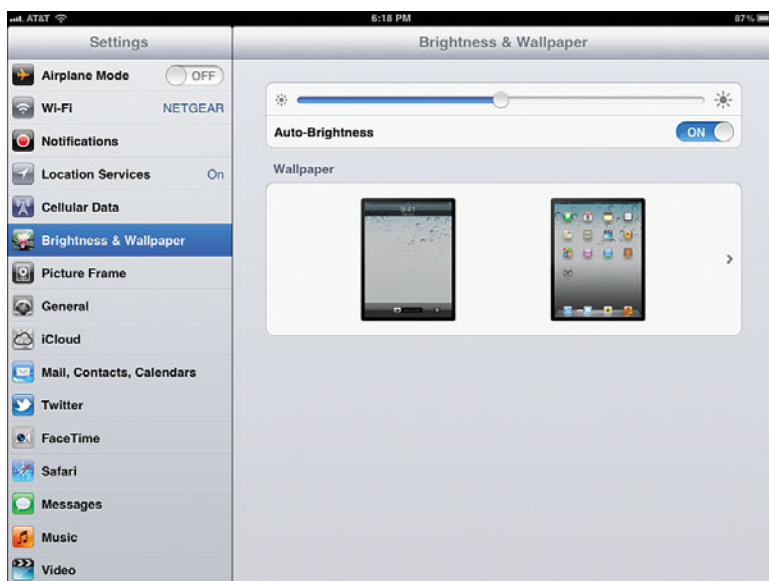 AT&T 6:18 PM 87%
Settings
Airplane Mode OFF
Wi-Fi NETGEAR
Notifications
Location Services On
Cellular Data
Brightness & Wallpaper
Picture Frame
General
iCloud
Mail, Contacts, Calendars
Twitter
FaceTime
Safari
Messages
Music
Video
Brightness & Wallpaper
Auto-Brightness ON
Wallpaper
9:41